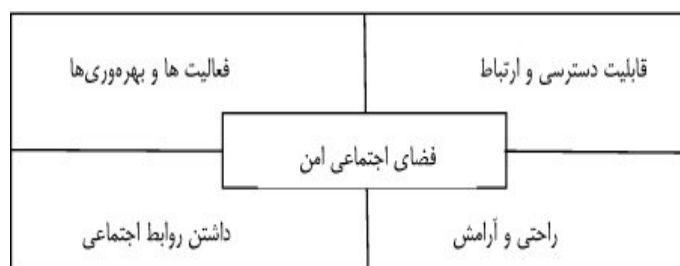 قابلیت دسترسی و ارتباط
فعالیت ها و بهره‌وری‌ها
فضای اجتماعی امن
راحتی و آرامش
داشتن روابط اجتماعی